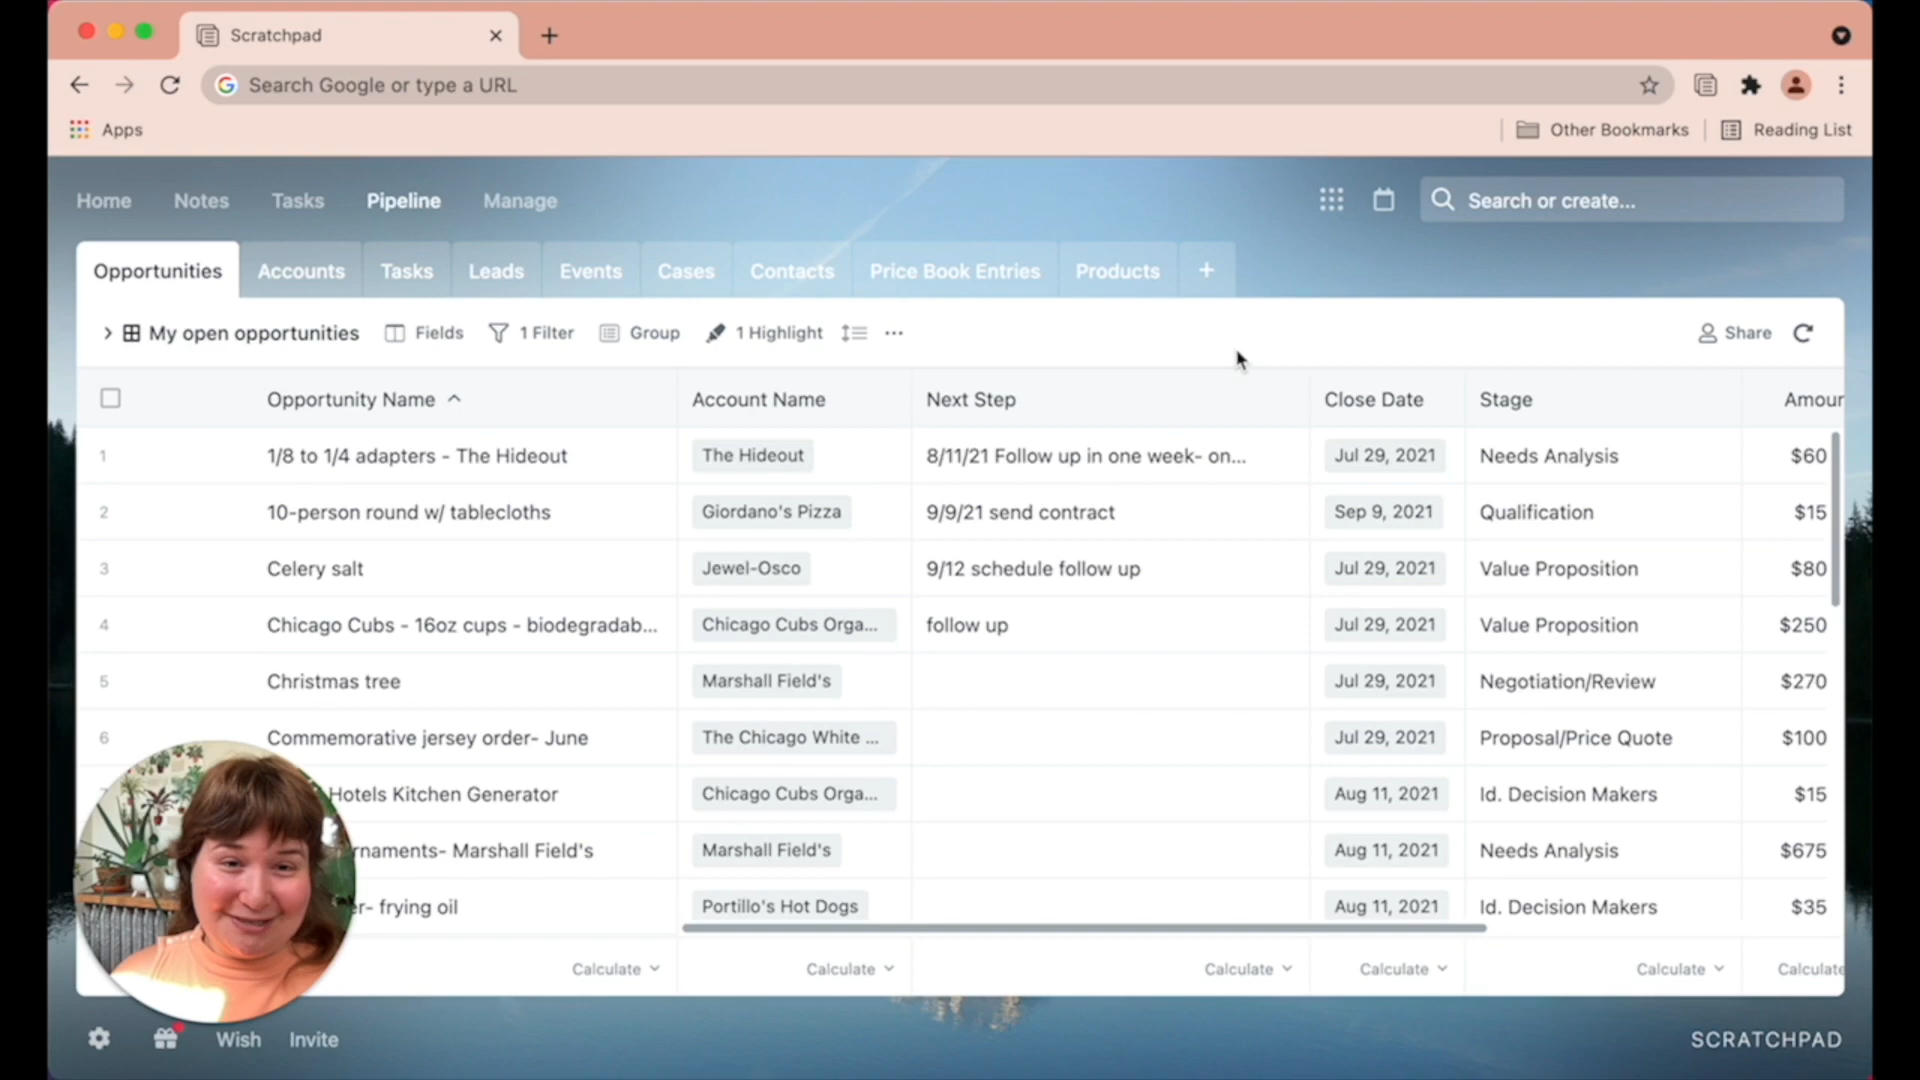 Scratchpad
Search Google or type a URL
Apps
Other Bookmarks
Reading List
Home
Notes
Tasks
Pipeline
Manage
Search or create...
Opportunities
Accounts
Tasks
Leads
Events
Cases
Contacts
Price Book Entries
Products
My open opportunities
Fields
1 Filter
Group
1 Highlight
Share
Opportunity Name
Account Name
Next Step
Close Date
Stage
Amour
1 1/8 to 1/4 adapters - The Hideout The Hideout 8/11/21 Follow up in one week- on... Jul 29, 2021 Needs Analysis $60
2 10-person round w/ tablecloths Giordano's Pizza 9/9/21 send contract Sep 9, 2021 Qualification $15
3 Celery salt Jewel-Osco 9/12 schedule follow up Jul 29, 2021 Value Proposition $80
4 Chicago Cubs - 16oz cups - biodegradab... Chicago Cubs Orga... follow up Jul 29, 2021 Value Proposition $250
5 Christmas tree Marshall Field's Jul 29, 2021 Negotiation/Review $270
6 Commemorative jersey order- June The Chicago White ... Jul 29, 2021 Proposal/Price Quote $100
Hotels Kitchen Generator Chicago Cubs Orga... Aug 11, 2021 Id. Decision Makers $15
rnaments- Marshall Field's Marshall Field's Aug 11, 2021 Needs Analysis $675
er- frying oil Portillo's Hot Dogs Aug 11, 2021 Id. Decision Makers $35
Calculate Calculate Calculate Calculate Calculate Calculate
Wish
Invite
SCRATCHPAD